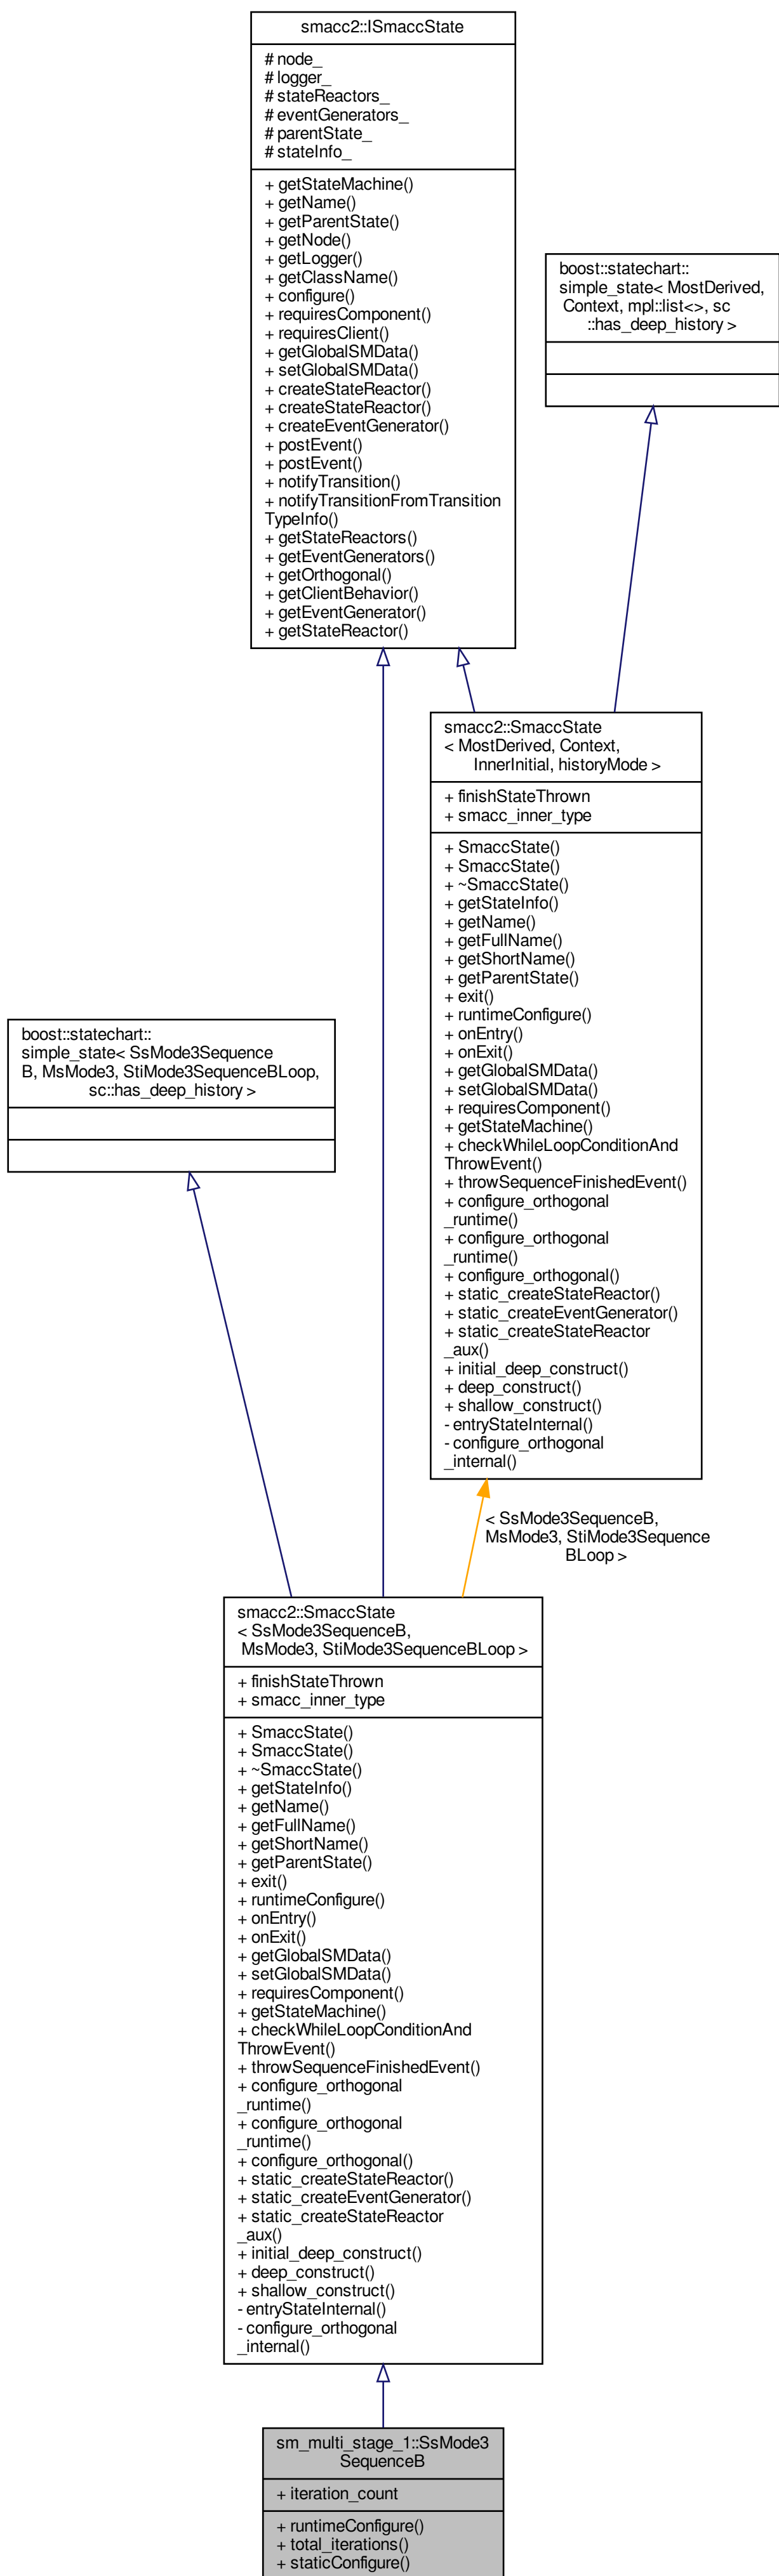 smacc2::ISmaccState
# node_
# logger_
# stateReactors_
# eventGenerators_
# parentState_
# stateInfo_
+ getStateMachine()
+ getName()
+ getParentState()
+ getNode()
+ getLogger()
+ getClassName()
+ configure()
+ requiresComponent()
+ requiresClient()
+ getGlobalSMData()
+ setGlobalSMData()
+ createStateReactor()
+ createStateReactor()
+ createEventGenerator()
+ postEvent()
+ postEvent()
+ notifyTransition()
+ notifyTransitionFromTransition
TypeInfo()
+ getStateReactors()
+ getEventGenerators()
+ getOrthogonal()
+ getClientBehavior()
+ getEventGenerator()
+ getStateReactor()
boost::statechart::
simple_state< MostDerived,
Context, mpl::list<>, sc
::has_deep_history >
smacc2::SmaccState
< MostDerived, Context,
InnerInitial, historyMode >
+ finishStateThrown
+ smacc_inner_type
+ SmaccState()
+ SmaccState()
+ ~SmaccState()
+ getStateInfo()
+ getName()
+ getFullName()
+ getShortName()
+ getParentState()
+ exit()
+ runtimeConfigure()
+ onEntry()
+ onExit()
+ getGlobalSMData()
+ setGlobalSMData()
+ requiresComponent()
+ getStateMachine()
+ checkWhileLoopConditionAnd
ThrowEvent()
+ throwSequenceFinishedEvent()
+ configure_orthogonal
_runtime()
+ configure_orthogonal
_runtime()
+ configure_orthogonal()
+ static_createStateReactor()
+ static_createEventGenerator()
+ static_createStateReactor
_aux()
+ initial_deep_construct()
+ deep_construct()
+ shallow_construct()
- entryStateInternal()
- configure_orthogonal
_internal()
boost::statechart::
simple_state< SsMode3Sequence
B, MsMode3, StiMode3SequenceBLoop,
sc::has_deep_history >
< SsMode3SequenceB,
MsMode3, StiMode3Sequence
BLoop >
smacc2::SmaccState
< SsMode3SequenceB,
MsMode3, StiMode3SequenceBLoop >
+ finishStateThrown
+ smacc_inner_type
+ SmaccState()
+ SmaccState()
+ ~SmaccState()
+ getStateInfo()
+ getName()
+ getFullName()
+ getShortName()
+ getParentState()
+ exit()
+ runtimeConfigure()
+ onEntry()
+ onExit()
+ getGlobalSMData()
+ setGlobalSMData()
+ requiresComponent()
+ getStateMachine()
+ checkWhileLoopConditionAnd
ThrowEvent()
+ throwSequenceFinishedEvent()
+ configure_orthogonal
_runtime()
+ configure_orthogonal
_runtime()
+ configure_orthogonal()
+ static_createStateReactor()
+ static_createEventGenerator()
+ static_createStateReactor
_aux()
+ initial_deep_construct()
+ deep_construct()
+ shallow_construct()
- entryStateInternal()
- configure_orthogonal
_internal()
sm_multi_stage_1::SsMode3
SequenceB
+ iteration_count
+ runtimeConfigure()
+ total_iterations()
+ staticConfigure()